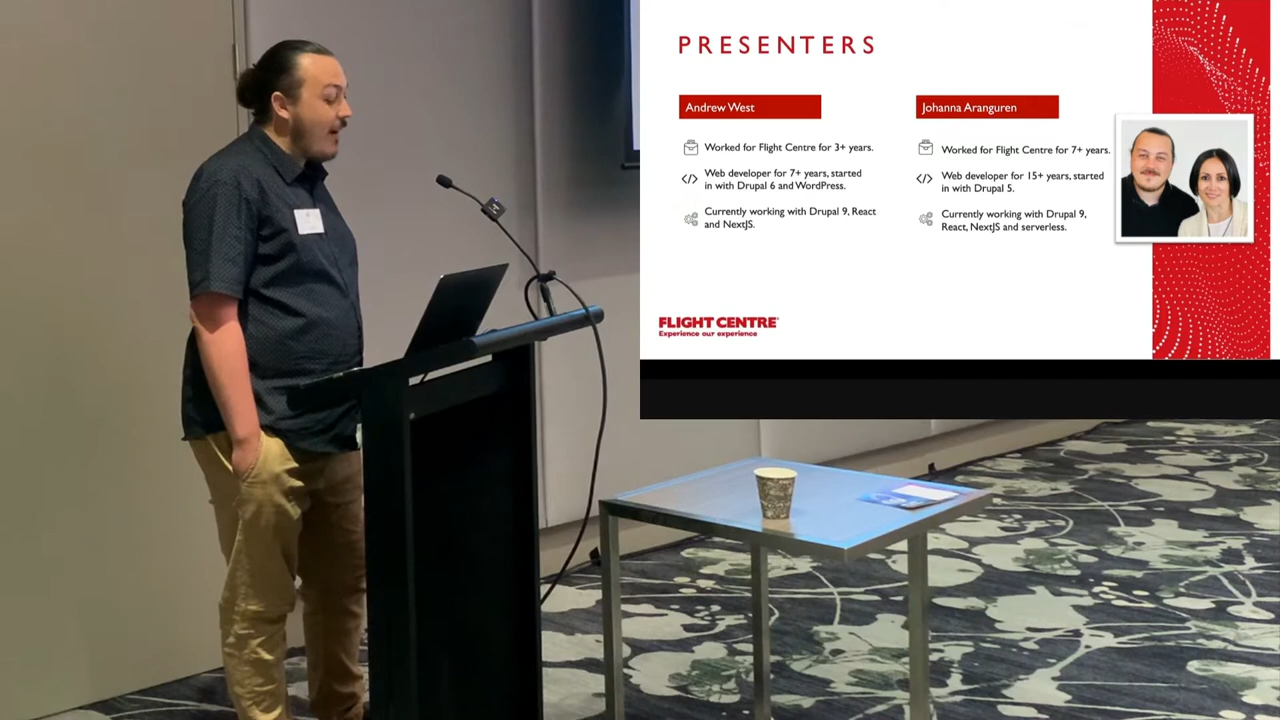 PRESENTERS
Andrew West
Worked for Flight Centre for 3+ years.
</> Web developer for 7+ years, started
in with Drupal 6 and WordPress.
Currently working with Drupal 9, React
and NextJS.
Johanna Aranguren
Worked for Flight Centre for 7+ years.
</> Web developer for 15+ years, started
in with Drupal 5.
Currently working with Drupal 9,
React, NextJS and serverless.
FLIGHT CENTRE
Experience our experience